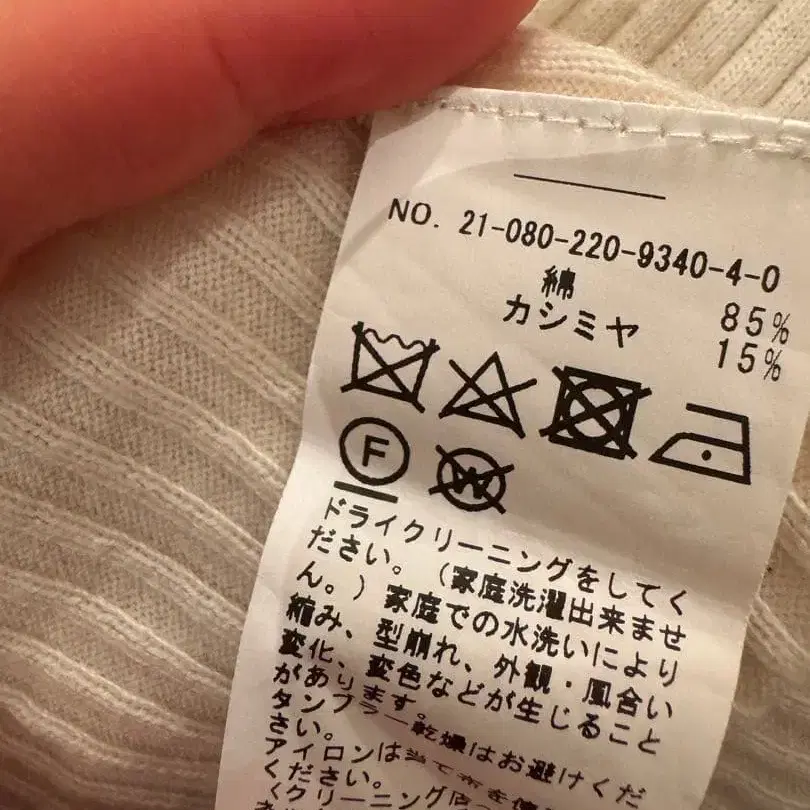 NO. 21-080-220-9340-4-0
綿 85%
カシミヤ 15%
F W
ドライクリーニングをしてく
ださい。(家庭洗濯出来ませ
ん。)家庭での水洗いにより
縮み、型崩れ、外観・風合い
変化、変色などが生じること
があります。
タンブラー乾燥はお避けくだ
さい。
アイロンは当て布を使
ください。